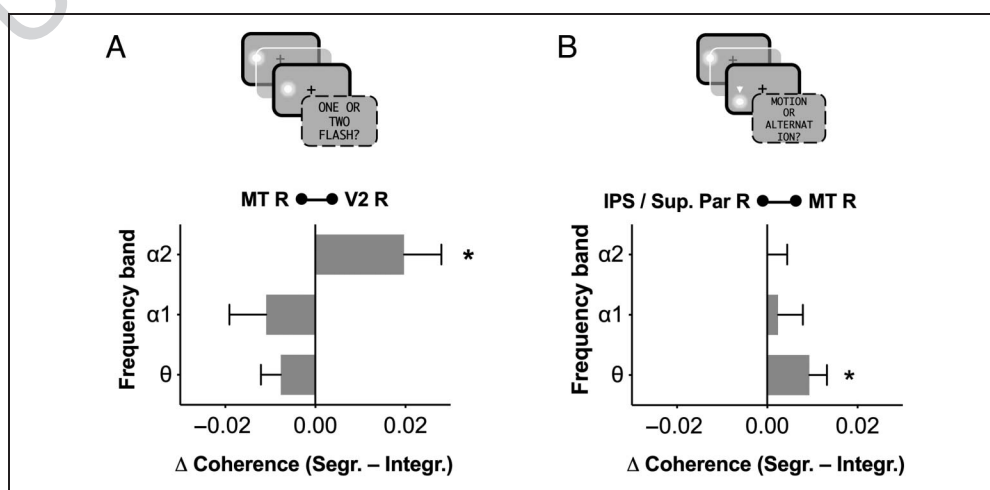 A
B
ONE OR
TWO
FLASH?
MOTION
OR
ALTERNAT
ION?
MT R V2 R
IPS / Sup. Par R MT R
Frequency band
α2
*
α1
θ
−0.02 0.00 0.02
Δ Coherence (Segr. – Integr.)
Frequency band
α2
α1
θ
*
−0.02 0.00 0.02
Δ Coherence (Segr. – Integr.)